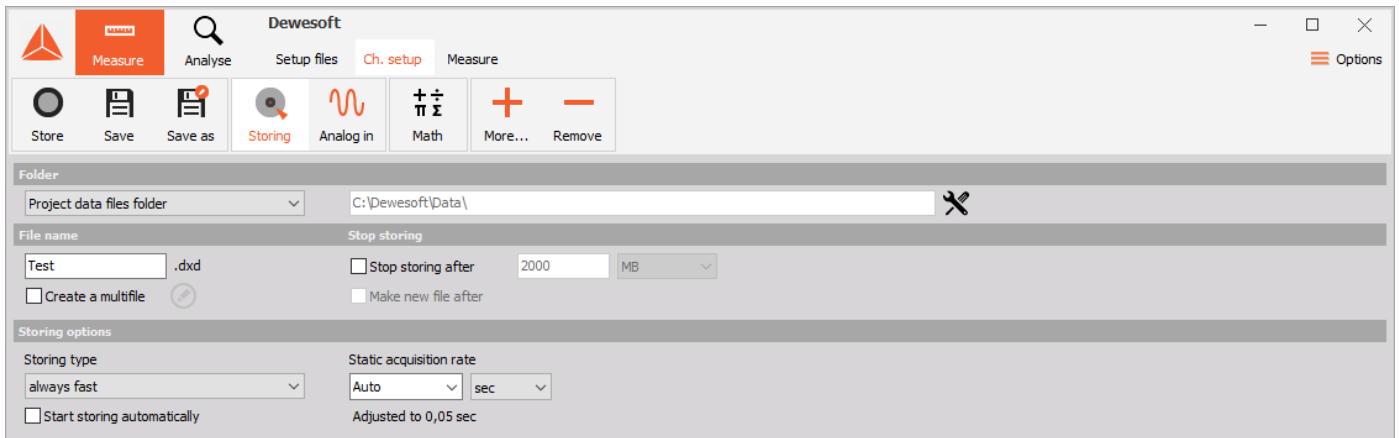 Dewesoft
Measure
Analyse
Setup files Ch. setup Measure
Options
Store Save Save as Storing Analog in Math More... Remove
Folder
Project data files folder C:\Dewesoft\Data\
File name Stop storing
Test .dxd Stop storing after 2000 MB
Create a multifile Make new file after
Storing options
Storing type Static acquisition rate
always fast Auto sec
Start storing automatically Adjusted to 0,05 sec